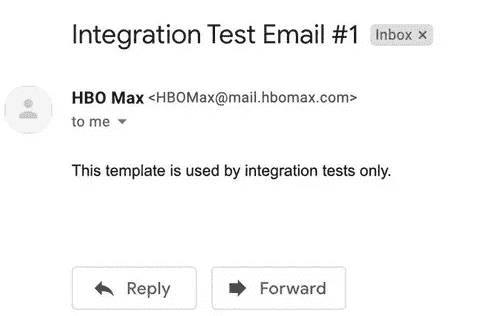 Integration Test Email #1 Inbox ×
HBO Max <HBOMax@mail.hbomax.com>
to me
This template is used by integration tests only.
Reply Forward